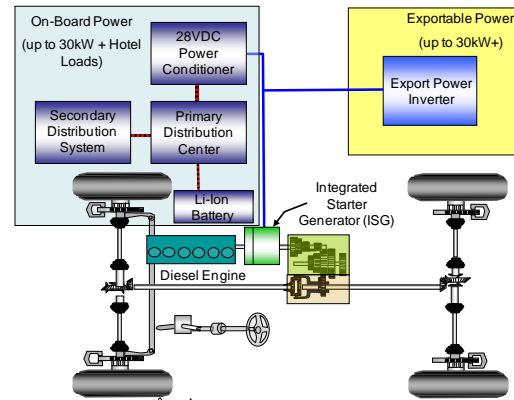 On-Board Power
(up to 30kW + Hotel
Loads)
28VDC
Power
Conditioner
Secondary
Distribution
System
Primary
Distribution
Center
Li-Ion
Battery
Exportable Power
(up to 30kW+)
Export Power
Inverter
Integrated
Starter
Generator (ISG)
Diesel Engine